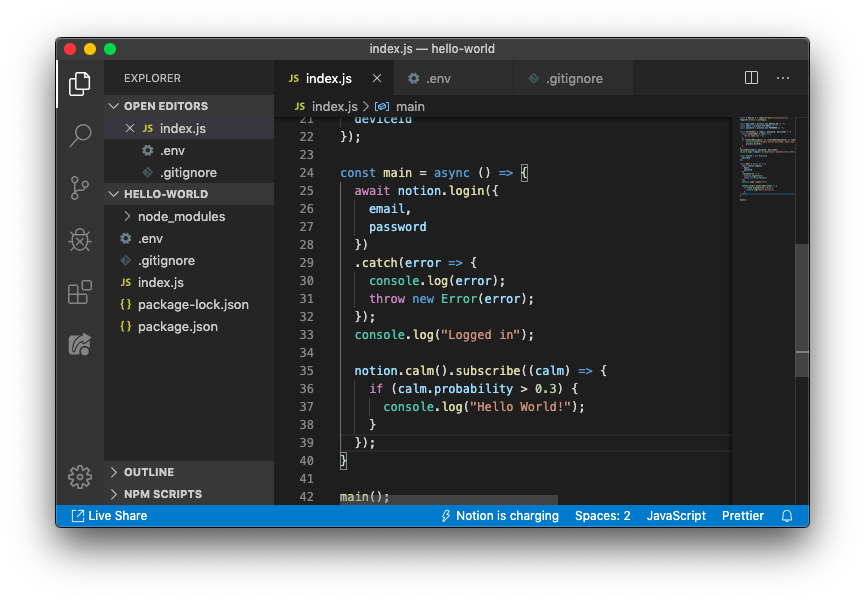 index.js — hello-world
EXPLORER
OPEN EDITORS
JS index.js
.env
.gitignore
HELLO-WORLD
node_modules
.env
.gitignore
JS index.js
{} package-lock.json
{} package.json
OUTLINE
NPM SCRIPTS
JS index.js
.env
.gitignore
JS index.js > main
21 deviceId
22 });
23
24 const main = async () => {
25 await notion.login({
26 email,
27 password
28 })
29 .catch(error => {
30 console.log(error);
31 throw new Error(error);
32 });
33 console.log("Logged in");
34
35 notion.calm().subscribe((calm) => {
36 if (calm.probability > 0.3) {
37 console.log("Hello World!");
38 }
39 });
40 }
41
42 main();
Live Share
Notion is charging
Spaces: 2
JavaScript
Prettier